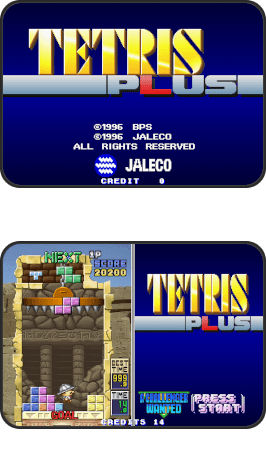 TETRIS
PLUS
©1996 BPS
©1996 JALECO
ALL RIGHTS RESERVED
JALECO
CREDIT 0
NEXT 1P
SCORE
20200
BEST
TIME
999
TIME
GOAL
TETRIS
PLUS
1 CHALLENGER
WANTED
PRESS
START
CREDITS 14